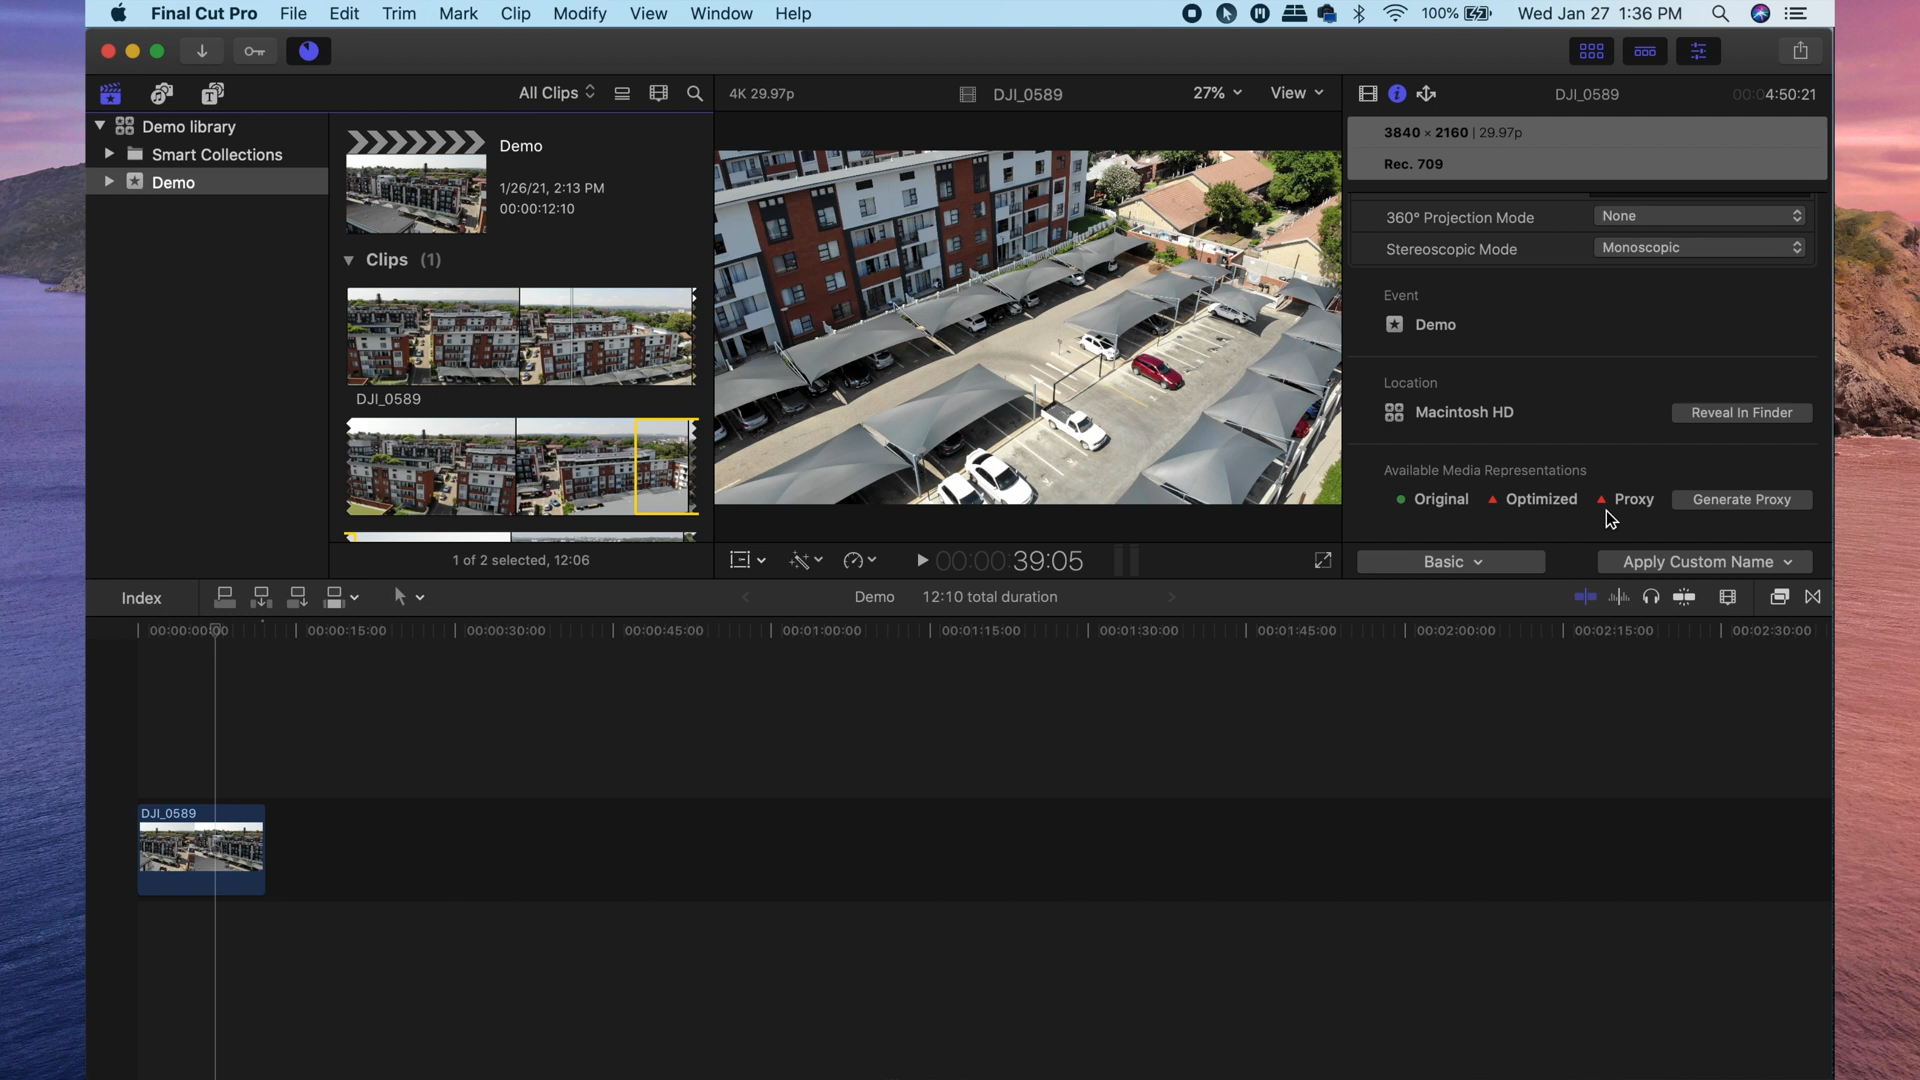 Final Cut Pro File Edit Trim Mark Clip Modify View Window Help 100% Wed Jan 27 1:36 PM
All Clips 4K 29.97p DJI_0589 27% View DJI_0589 00:04:50:21
Demo library
Smart Collections
Demo
Demo
1/26/21, 2:13 PM
00:00:12:10
Clips (1)
DJI_0589
1 of 2 selected, 12:06
00:00:00:39:05
3840 × 2160 | 29.97p
Rec. 709
360° Projection Mode None
Stereoscopic Mode Monoscopic
Event
Demo
Location
Macintosh HD Reveal In Finder
Available Media Representations
Original Optimized Proxy Generate Proxy
Basic Apply Custom Name
Index Demo 12:10 total duration
00:00:00:00 00:00:15:00 00:00:30:00 00:00:45:00 00:01:00:00 00:01:15:00 00:01:30:00 00:01:45:00 00:02:00:00 00:02:15:00 00:02:30:00
DJI_0589